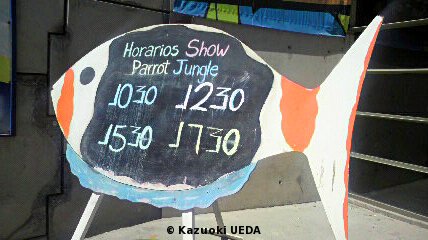 Horarios Show
Parrot Jungle
1030 1230
1530 1730
© Kazuoki UEDA